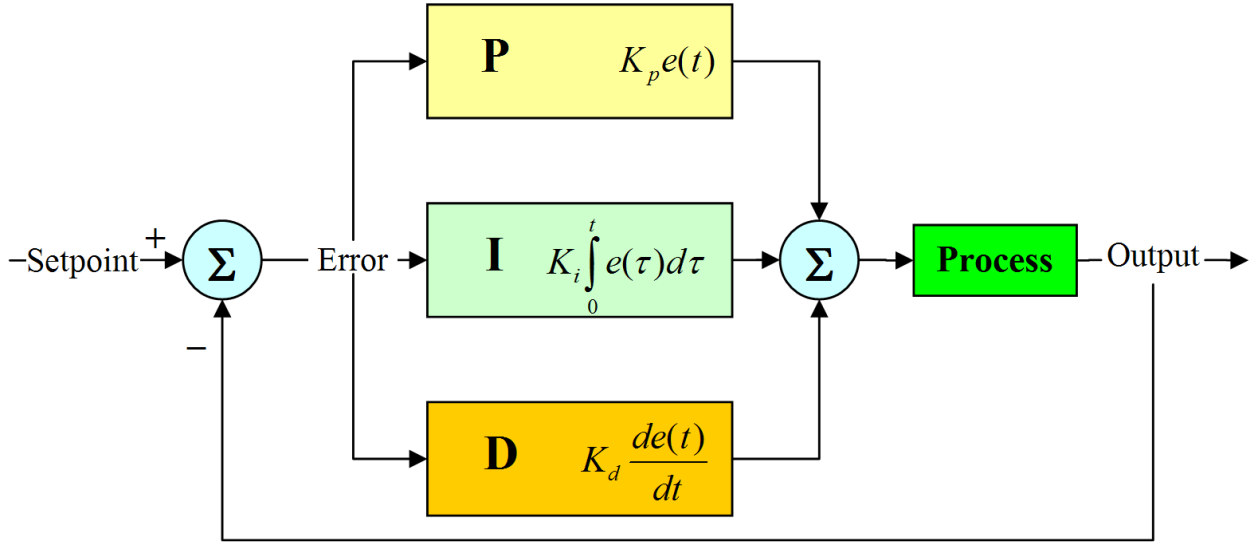 P K_p e(t)
+
Setpoint
Σ
Error
I K_i ∫_0^t e(τ)dτ
Σ
Process
Output
−
D K_d de(t)/dt